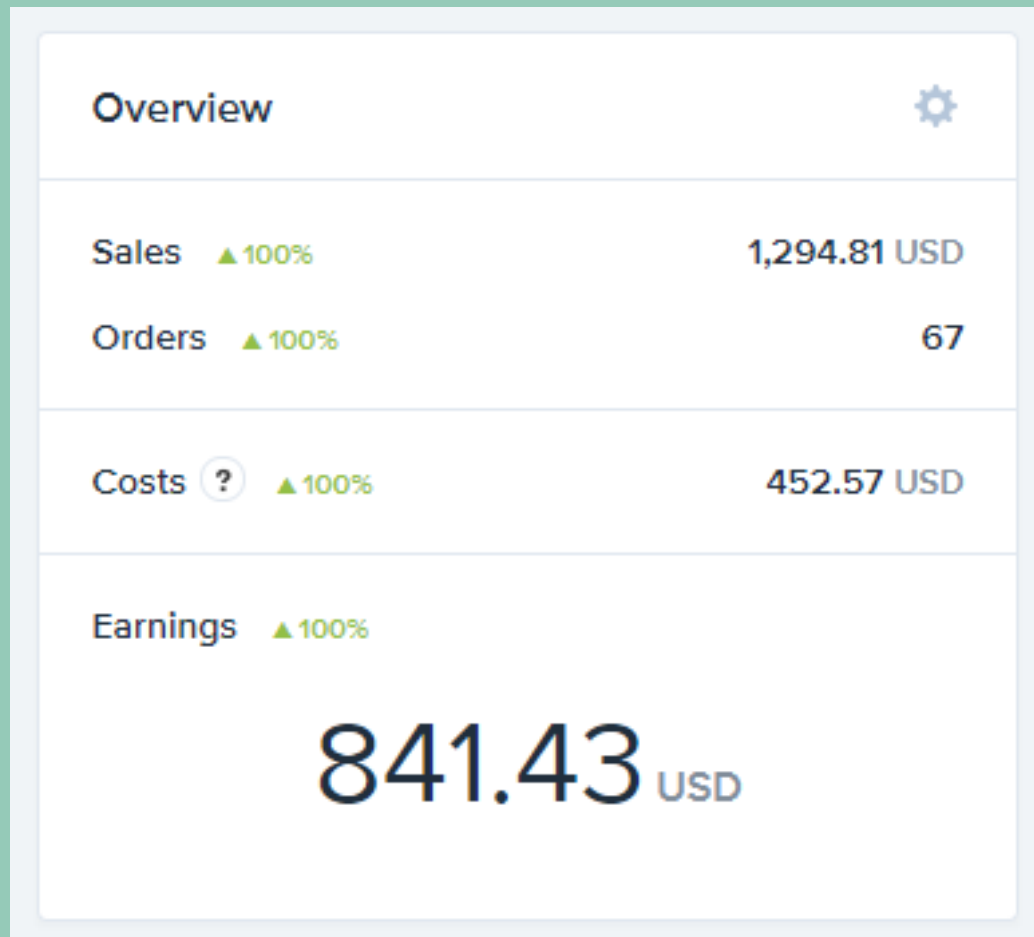 Overview
Sales ▲100% 1,294.81 USD
Orders ▲100% 67
Costs ? ▲100% 452.57 USD
Earnings ▲100%
841.43 USD